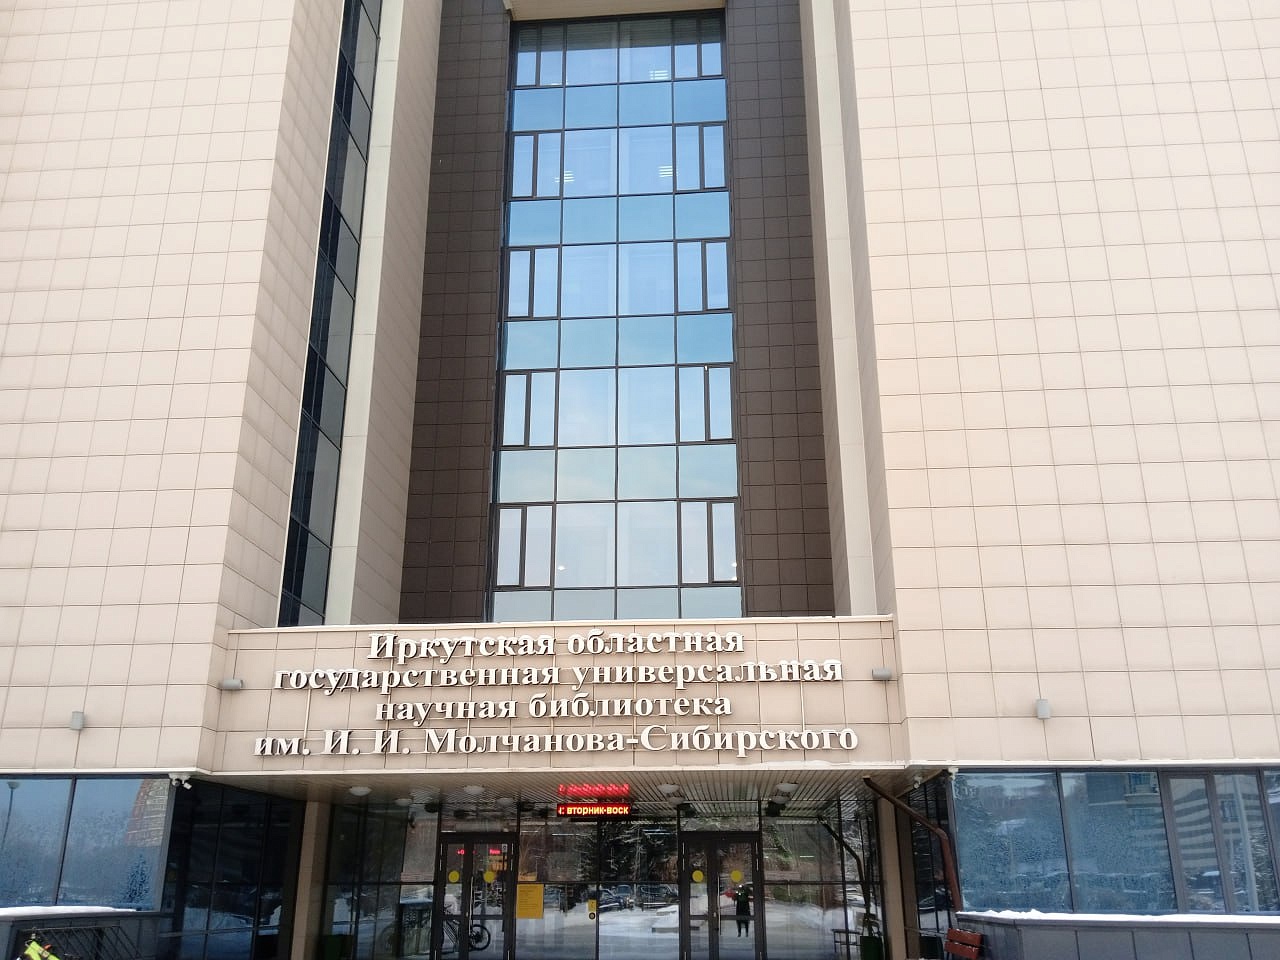 Иркутская областная
государственная универсальная
научная библиотека
им. И. И. Молчанова-Сибирского
вторник-воск